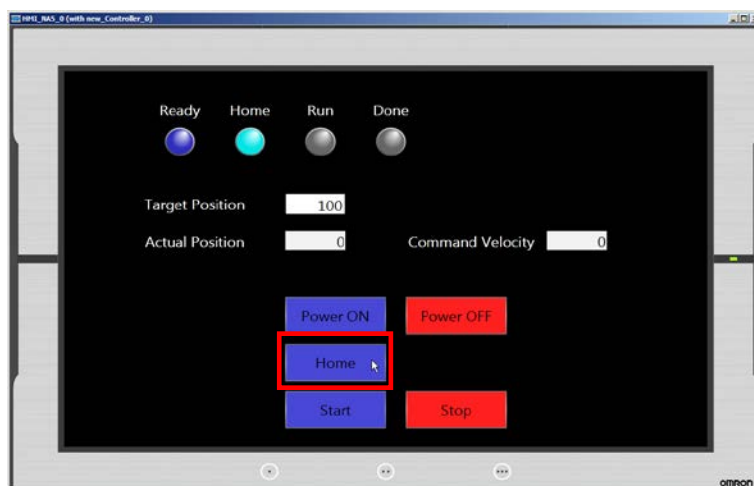 HMI_NA5_0 (with new_Controller_0)
Ready Home Run Done
Target Position 100
Actual Position 0 Command Velocity 0
Power ON Power OFF
Home
Start Stop
OMRON